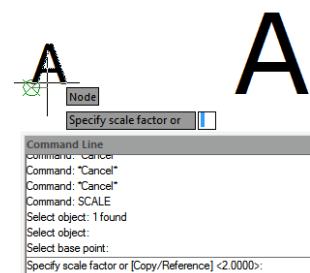 A
A
Node
Specify scale factor or
Command Line
Command: *Cancel*
Command: *Cancel*
Command: *Cancel*
Command: SCALE
Select object: 1 found
Select object:
Select base point:
Specify scale factor or [Copy/Reference] <2.0000>: